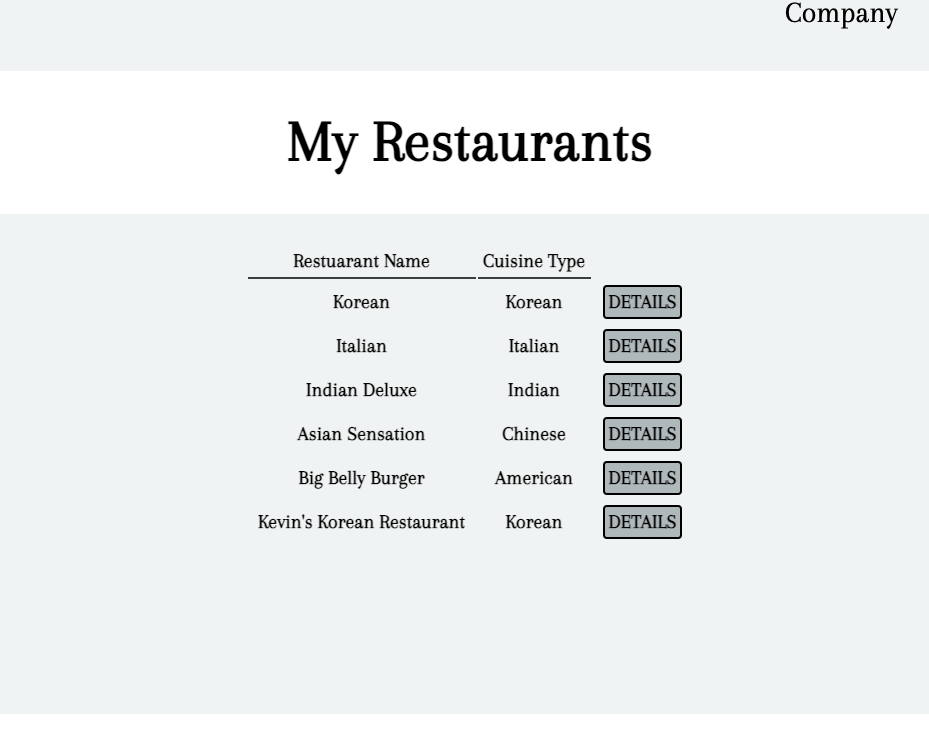 Company
My Restaurants
Restuarant Name Cuisine Type
Korean Korean DETAILS
Italian Italian DETAILS
Indian Deluxe Indian DETAILS
Asian Sensation Chinese DETAILS
Big Belly Burger American DETAILS
Kevin's Korean Restaurant Korean DETAILS